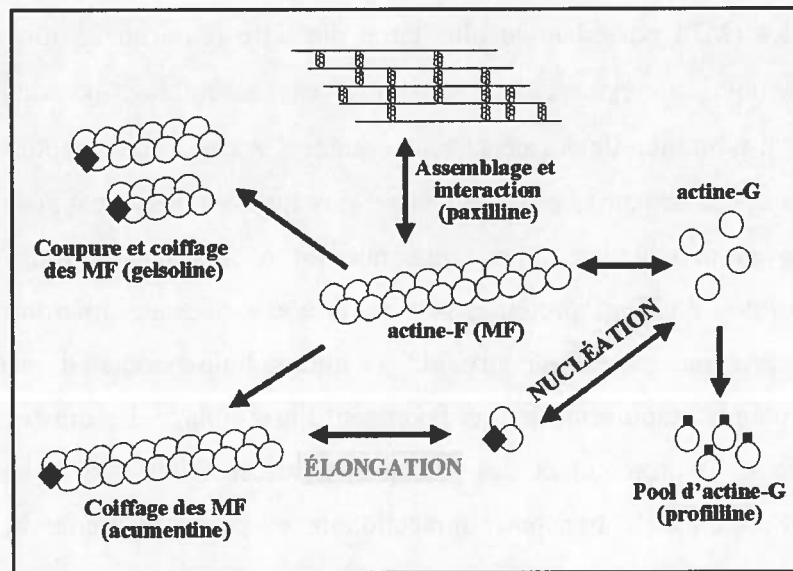 Assemblage et
interaction
(paxilline)
actine-G
Coupure et coiffage
des MF (gelsoline)
actine-F (MF)
NUCLÉATION
ÉLONGATION
Coiffage des MF
(acumentine)
Pool d'actine-G
(profilline)